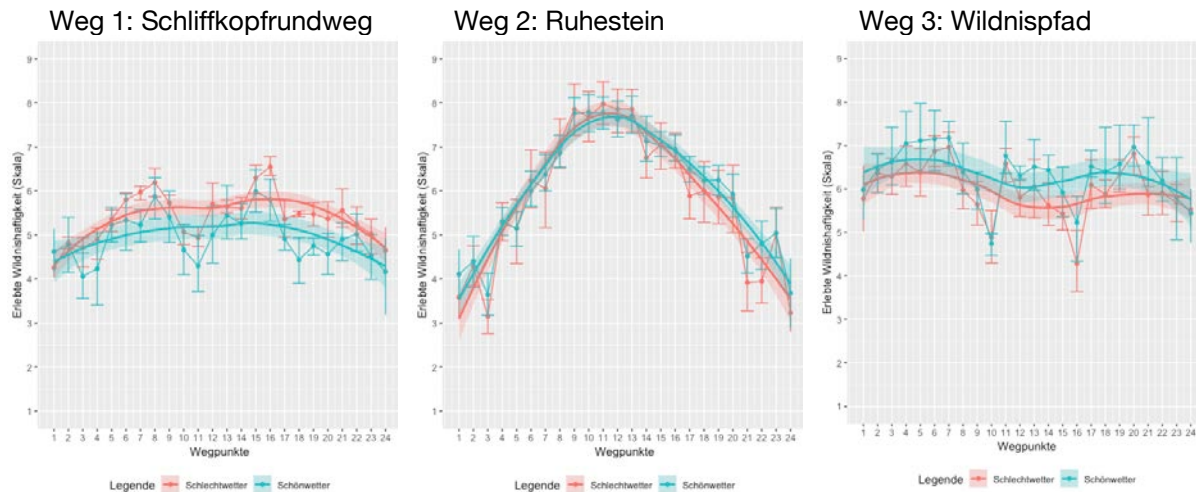 Weg 1: Schliffkopfrundweg
Erlebte Wildnishaftigkeit (Skala)
9
8
7
6
5
4
3
2
1
1 2 3 4 5 6 7 8 9 10 11 12 13 14 15 16 17 18 19 20 21 22 23 24
Wegpunkte
Legende Schlechtwetter Schönwetter
Weg 2: Ruhestein
Erlebte Wildnishaftigkeit (Skala)
9
8
7
6
5
4
3
2
1
1 2 3 4 5 6 7 8 9 10 11 12 13 14 15 16 17 18 19 20 21 22 23 24
Wegpunkte
Legende Schlechtwetter Schönwetter
Weg 3: Wildnispfad
Erlebte Wildnishaftigkeit (Skala)
9
8
7
6
5
4
3
2
1
1 2 3 4 5 6 7 8 9 10 11 12 13 14 15 16 17 18 19 20 21 22 23 24
Wegpunkte
Legende Schlechtwetter Schönwetter